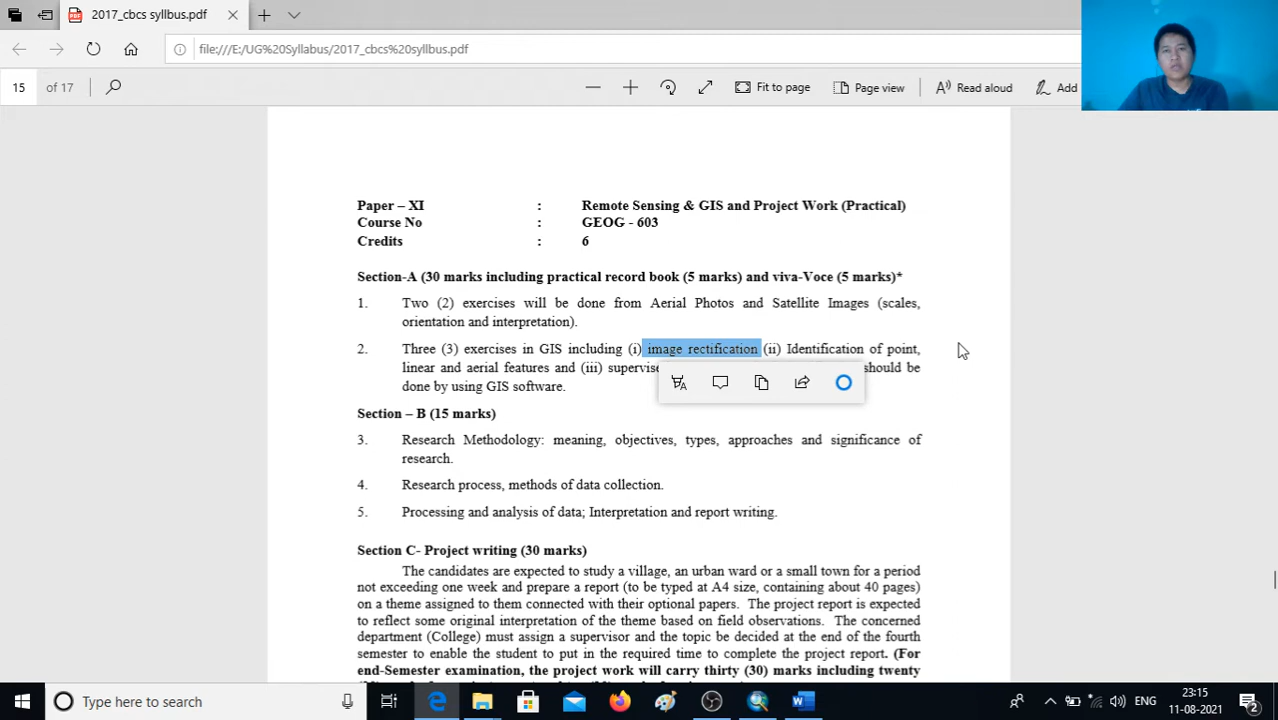 2017_cbcs syllbus.pdf
file:///E:/UG%20Syllabus/2017_cbcs%20syllbus.pdf
15 of 17 Fit to page Page view Read aloud Add
Paper – XI : Remote Sensing & GIS and Project Work (Practical)
Course No : GEOG - 603
Credits : 6
Section-A (30 marks including practical record book (5 marks) and viva-Voce (5 marks)*
1. Two (2) exercises will be done from Aerial Photos and Satellite Images (scales,
orientation and interpretation).
2. Three (3) exercises in GIS including (i) image rectification (ii) Identification of point,
linear and aerial features and (iii) supervise should be
done by using GIS software.
Section – B (15 marks)
3. Research Methodology: meaning, objectives, types, approaches and significance of
research.
4. Research process, methods of data collection.
5. Processing and analysis of data; Interpretation and report writing.
Section C- Project writing (30 marks)
The candidates are expected to study a village, an urban ward or a small town for a period
not exceeding one week and prepare a report (to be typed at A4 size, containing about 40 pages)
on a theme assigned to them connected with their optional papers. The project report is expected
to reflect some original interpretation of the theme based on field observations. The concerned
department (College) must assign a supervisor and the topic be decided at the end of the fourth
semester to enable the student to put in the required time to complete the project report. (For
end-Semester examination, the project work will carry thirty (30) marks including twenty
Type here to search
ENG
23:15
11-08-2021
2